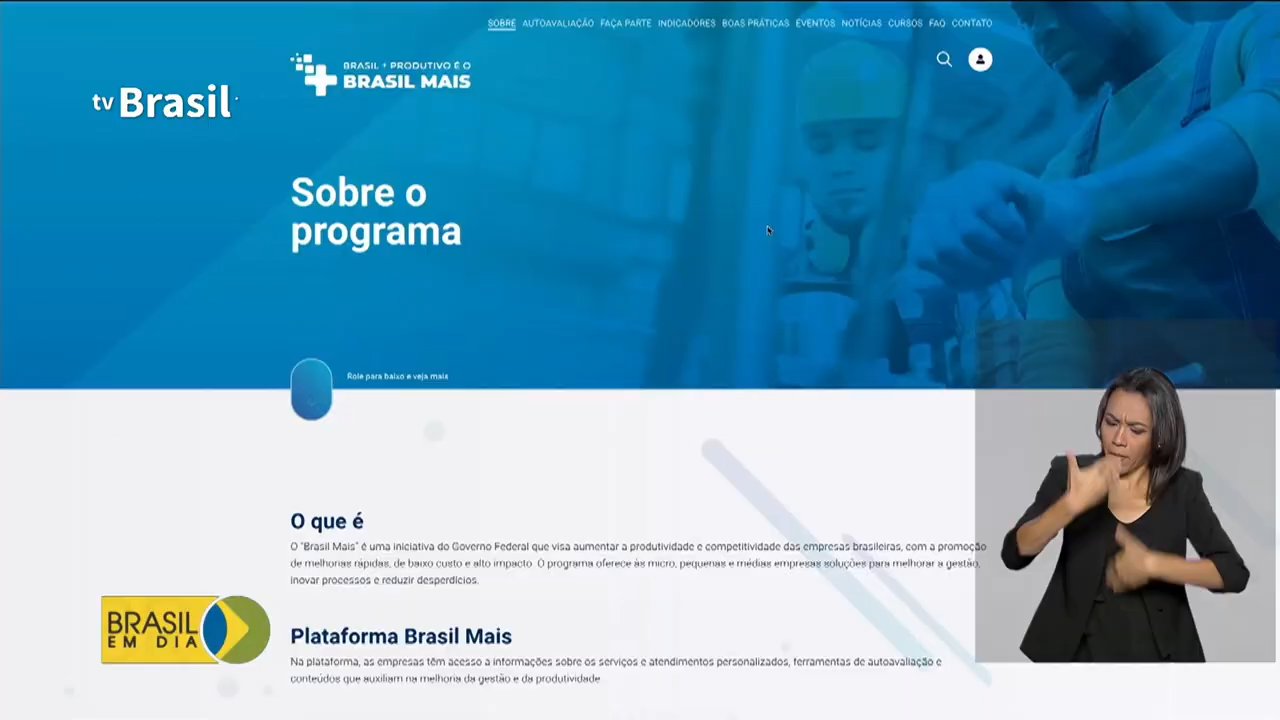 SOBRE AUTOAVALIAÇÃO FAÇA PARTE INDICADORES BOAS PRÁTICAS EVENTOS NOTÍCIAS CURSOS FAQ CONTATO
BRASIL + PRODUTIVO É O
BRASIL MAIS
tv Brasil
Sobre o
programa
Role para baixo e veja mais
O que é
O "Brasil Mais" é uma iniciativa do Governo Federal que visa aumentar a produtividade e competitividade das empresas brasileiras, com a promoção
de melhorias rápidas, de baixo custo e alto impacto. O programa oferece às micro, pequenas e médias empresas soluções para melhorar a gestão,
inovar processos e reduzir desperdícios.
BRASIL
EM DIA
Plataforma Brasil Mais
Na plataforma, as empresas têm acesso a informações sobre os serviços e atendimentos personalizados, ferramentas de autoavaliação e
conteúdos que auxiliam na melhoria da gestão e da produtividade.